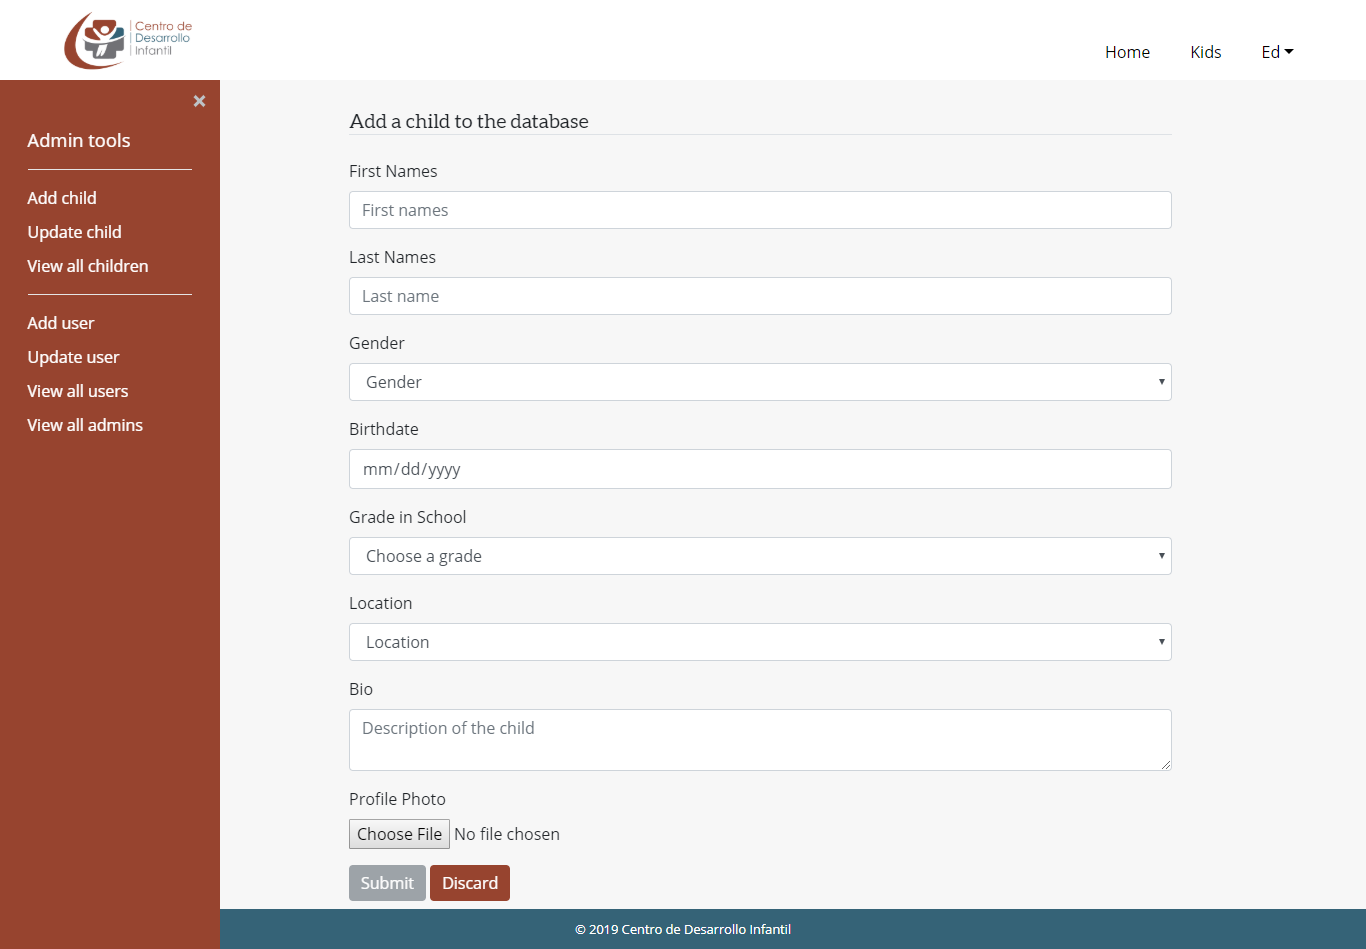 Centro de
Desarrollo
Infantil
Home
Kids
Ed
×
Admin tools
Add child
Update child
View all children
Add user
Update user
View all users
View all admins
Add a child to the database
First Names
First names
Last Names
Last name
Gender
Gender
Birthdate
mm/dd/yyyy
Grade in School
Choose a grade
Location
Location
Bio
Description of the child
Profile Photo
Choose File No file chosen
Submit Discard
© 2019 Centro de Desarrollo Infantil